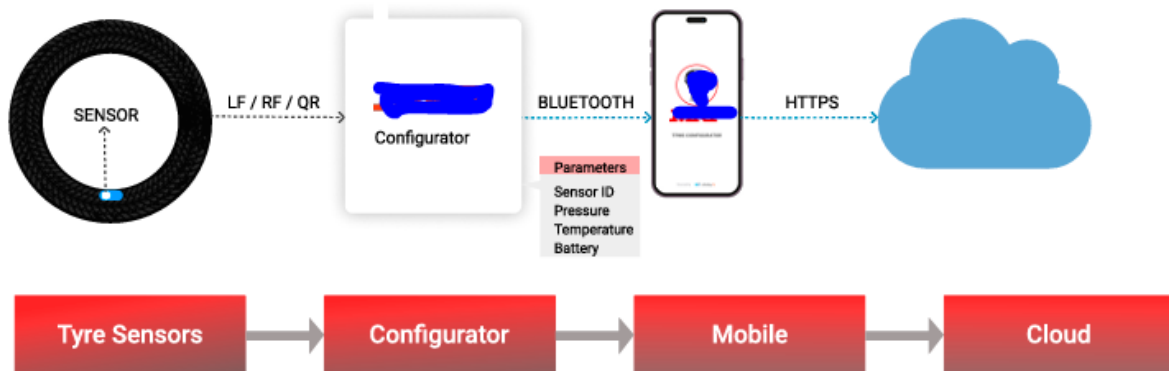 SENSOR
LF / RF / QR
Configurator
BLUETOOTH
HTTPS
Parameters
Sensor ID
Pressure
Temperature
Battery
Tyre Sensors
Configurator
Mobile
Cloud